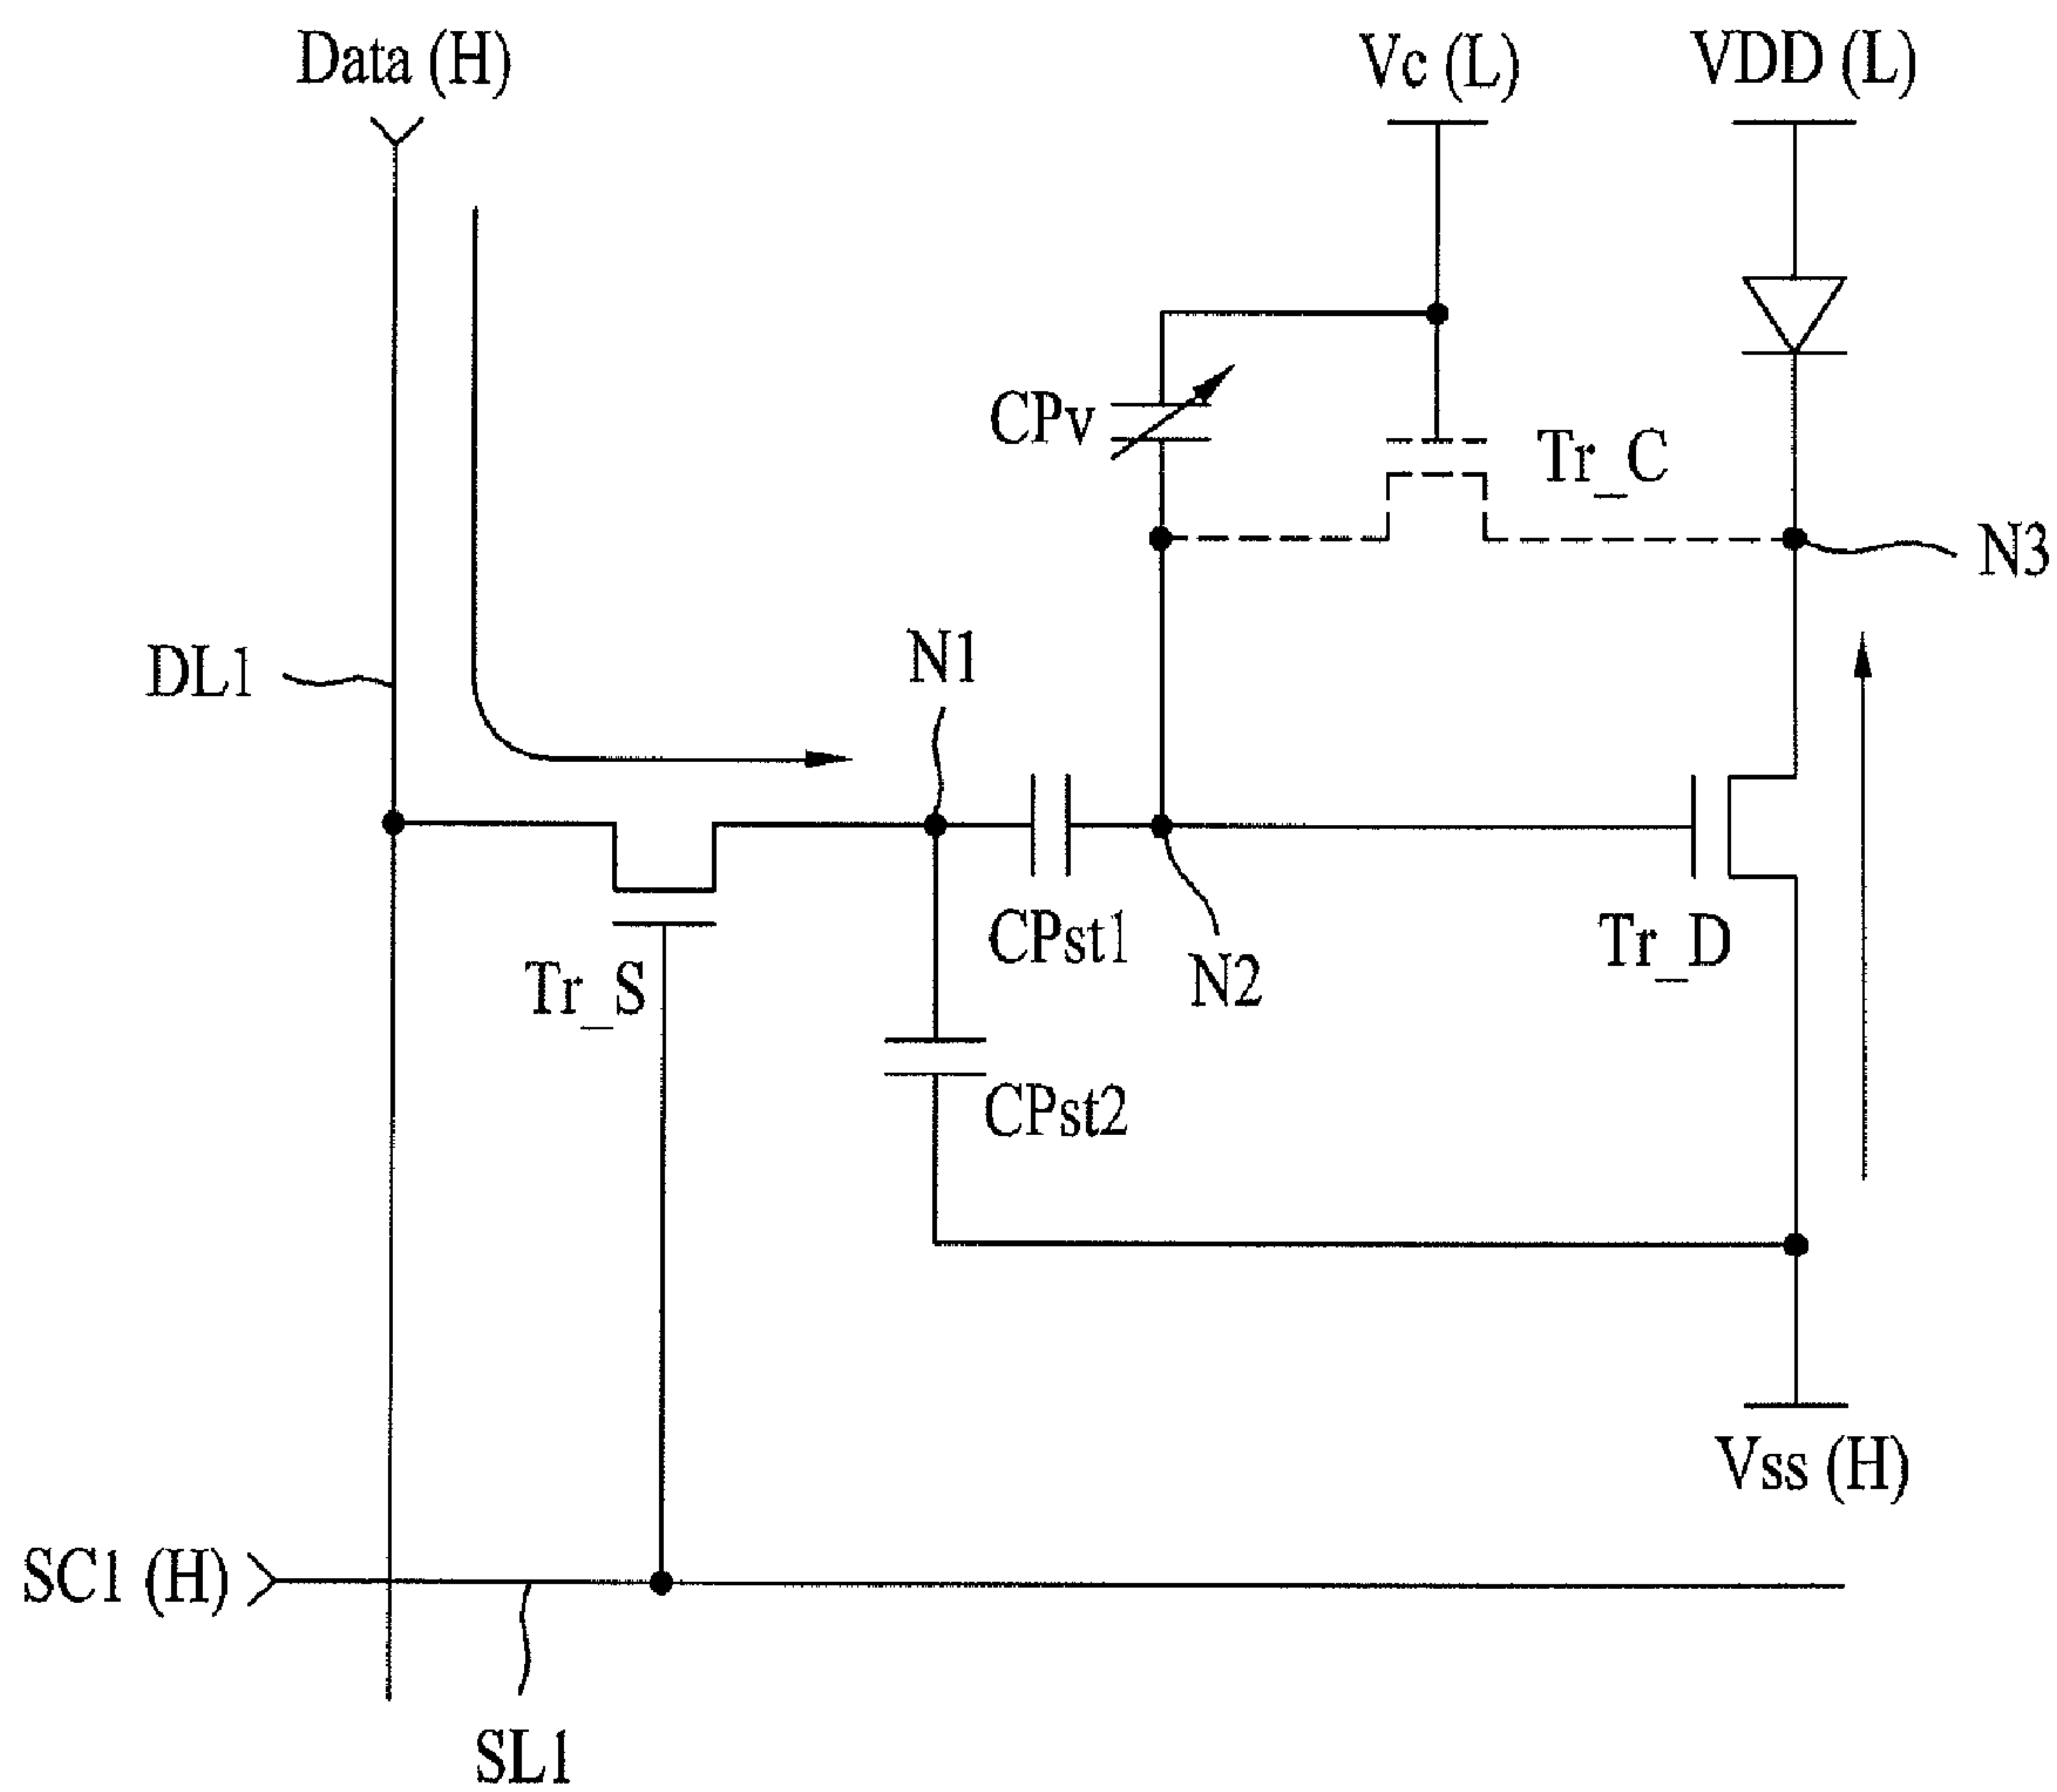 Data (H)
Vc (L)
VDD (L)
CPv
Tr_C
N3
DL1
N1
CPst1
N2
Tr_D
Tr_S
CPst2
Vss (H)
SC1 (H)
SL1